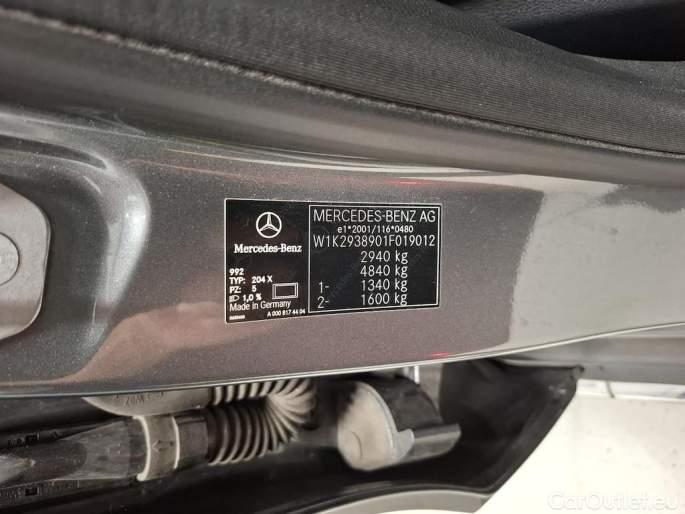 Mercedes-Benz
992
TYP: 204 X
PZ: 5
1,0 %
Made in Germany
A 000 817 44 04
MERCEDES-BENZ AG
e1*2001/116*0480
W1K2938901F019012
2940 kg
4840 kg
1- 1340 kg
2- 1600 kg
CarOutlet.eu